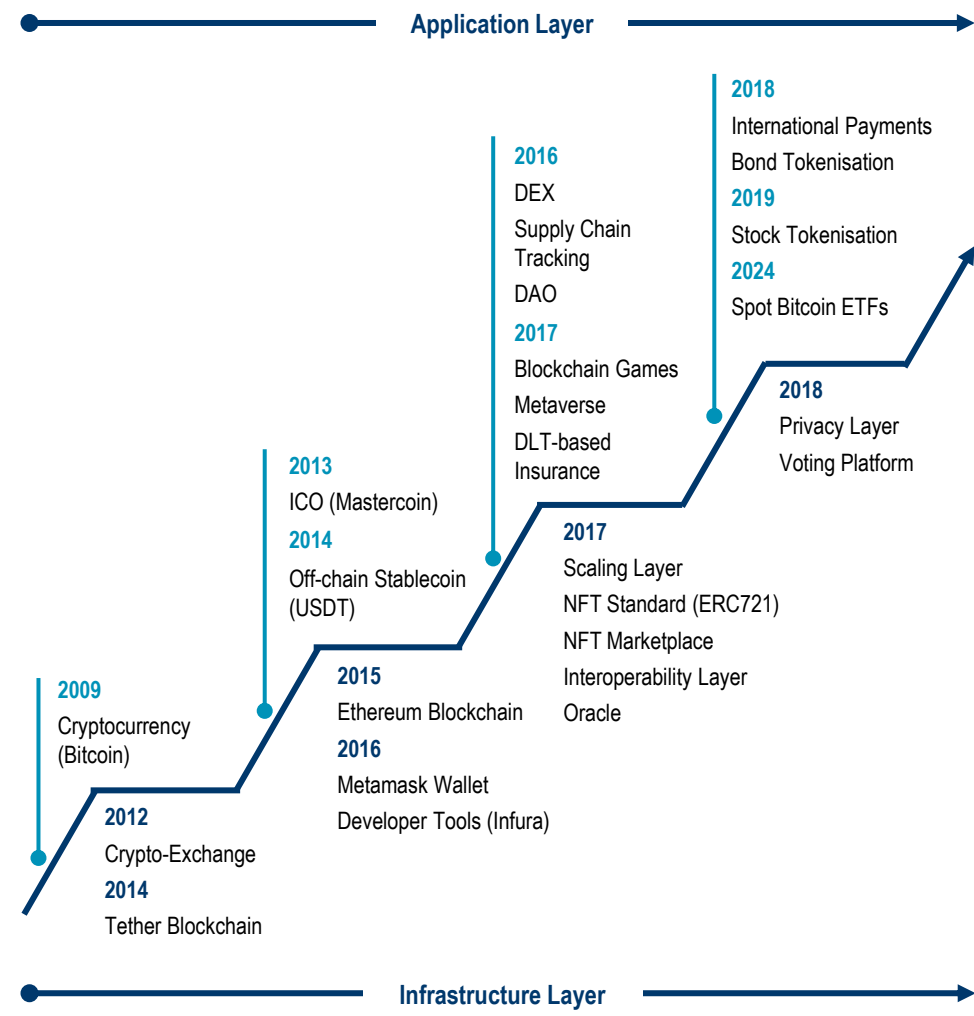 Application Layer
2009
Cryptocurrency
(Bitcoin)
2012
Crypto-Exchange
2014
Tether Blockchain
2013
ICO (Mastercoin)
2014
Off-chain Stablecoin
(USDT)
2015
Ethereum Blockchain
2016
Metamask Wallet
Developer Tools (Infura)
2016
DEX
Supply Chain
Tracking
DAO
2017
Blockchain Games
Metaverse
DLT-based
Insurance
2017
Scaling Layer
NFT Standard (ERC721)
NFT Marketplace
Interoperability Layer
Oracle
2018
International Payments
Bond Tokenisation
2019
Stock Tokenisation
2024
Spot Bitcoin ETFs
2018
Privacy Layer
Voting Platform
Infrastructure Layer